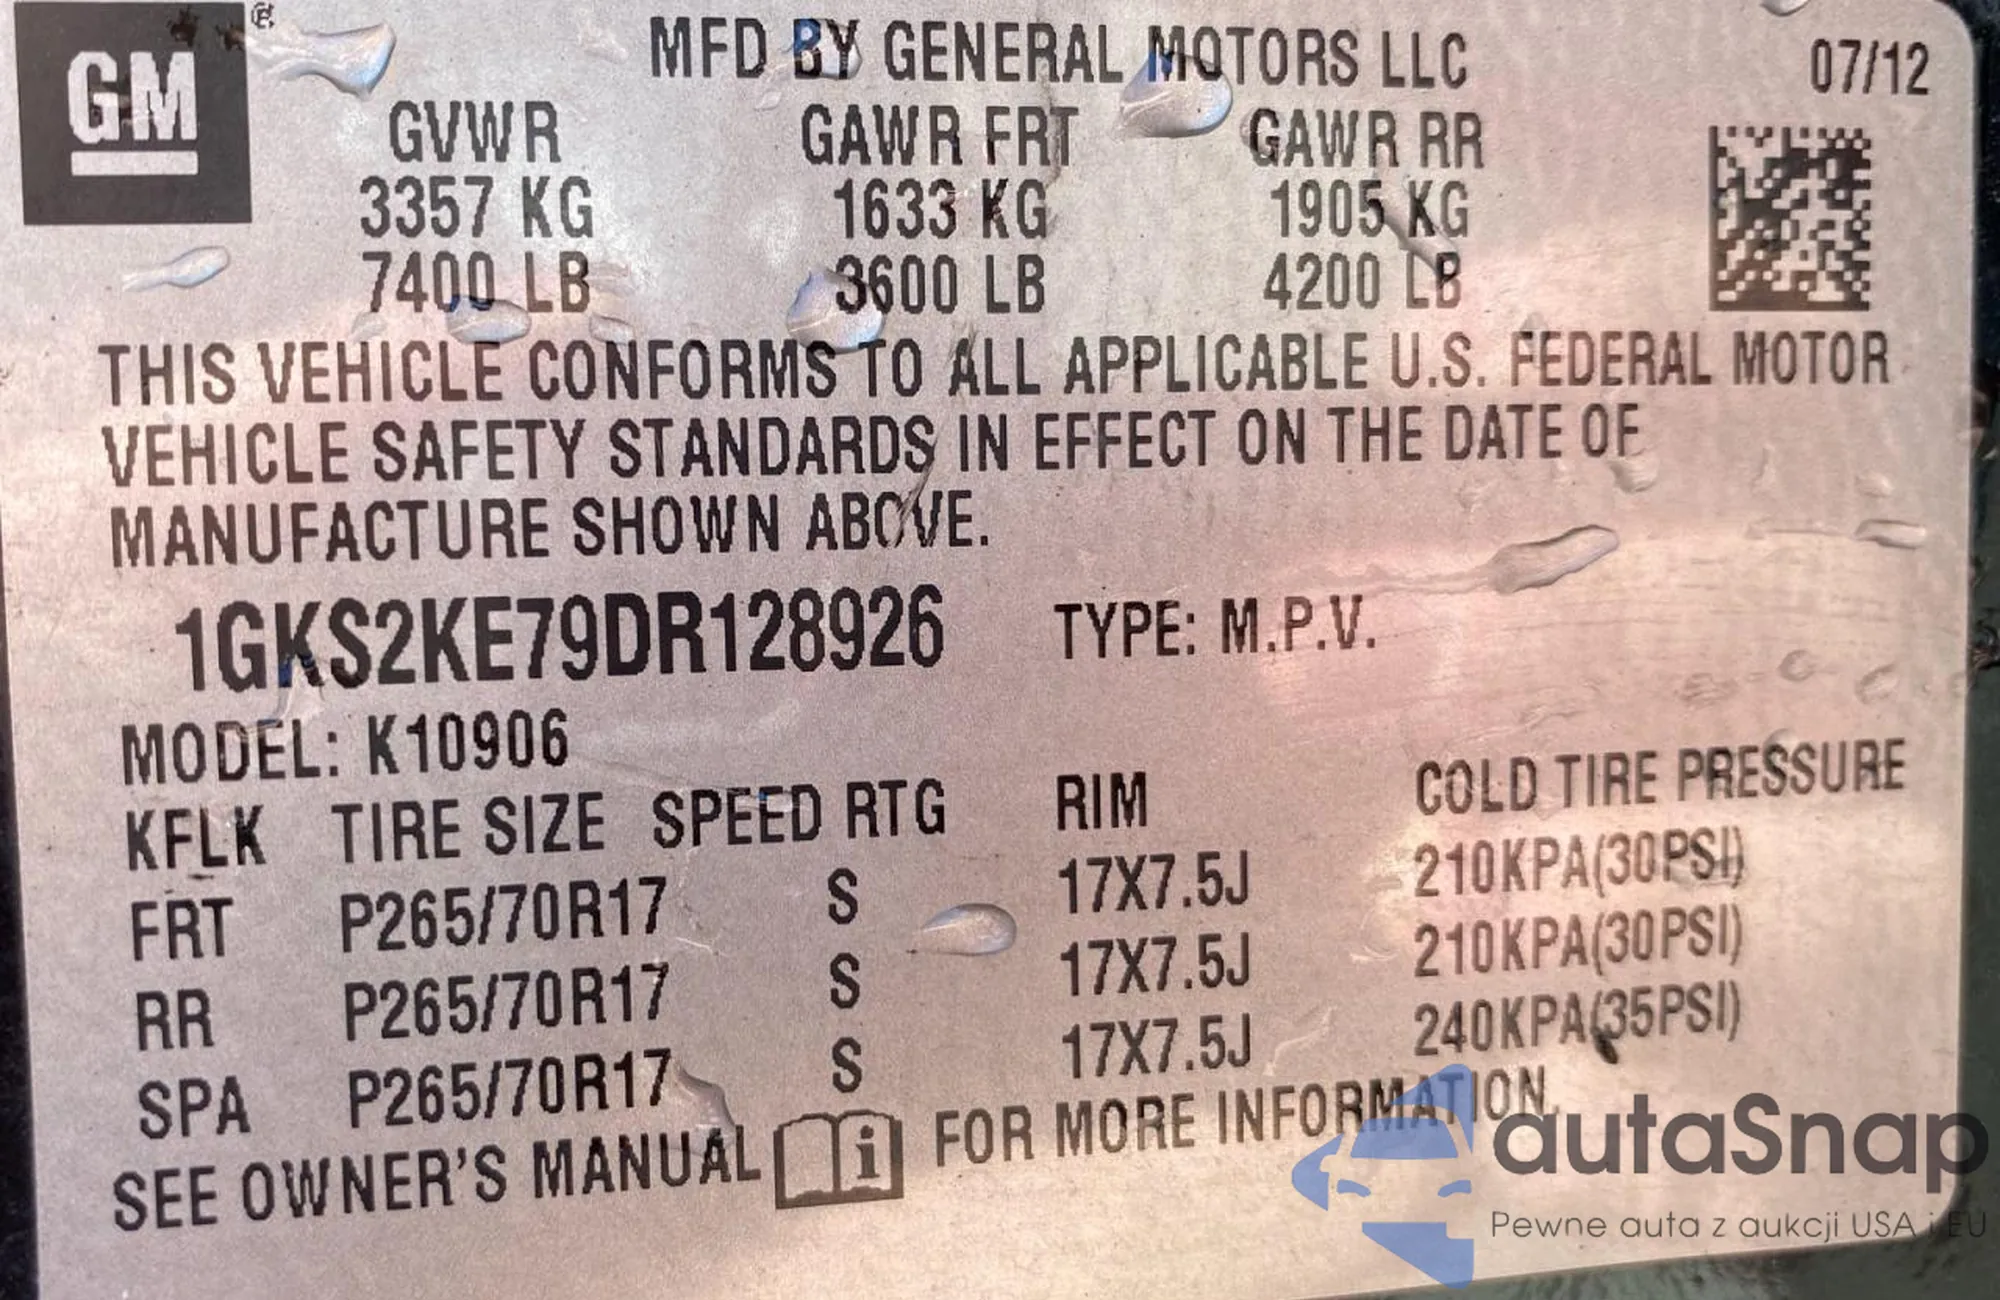 GM ®
MFD BY GENERAL MOTORS LLC
07/12
GVWR GAWR FRT GAWR RR
3357 KG 1633 KG 1905 KG
7400 LB 3600 LB 4200 LB
THIS VEHICLE CONFORMS TO ALL APPLICABLE U.S. FEDERAL MOTOR
VEHICLE SAFETY STANDARDS IN EFFECT ON THE DATE OF
MANUFACTURE SHOWN ABOVE.
1GKS2KE79DR128926 TYPE: M.P.V.
MODEL: K10906
KFLK TIRE SIZE SPEED RTG RIM COLD TIRE PRESSURE
FRT P265/70R17 S 17X7.5J 210KPA(30PSI)
RR P265/70R17 S 17X7.5J 210KPA(30PSI)
SPA P265/70R17 S 17X7.5J 240KPA(35PSI)
SEE OWNER'S MANUAL i FOR MORE INFORMATION.
autaSnap
Pewne auta z aukcji USA i EU